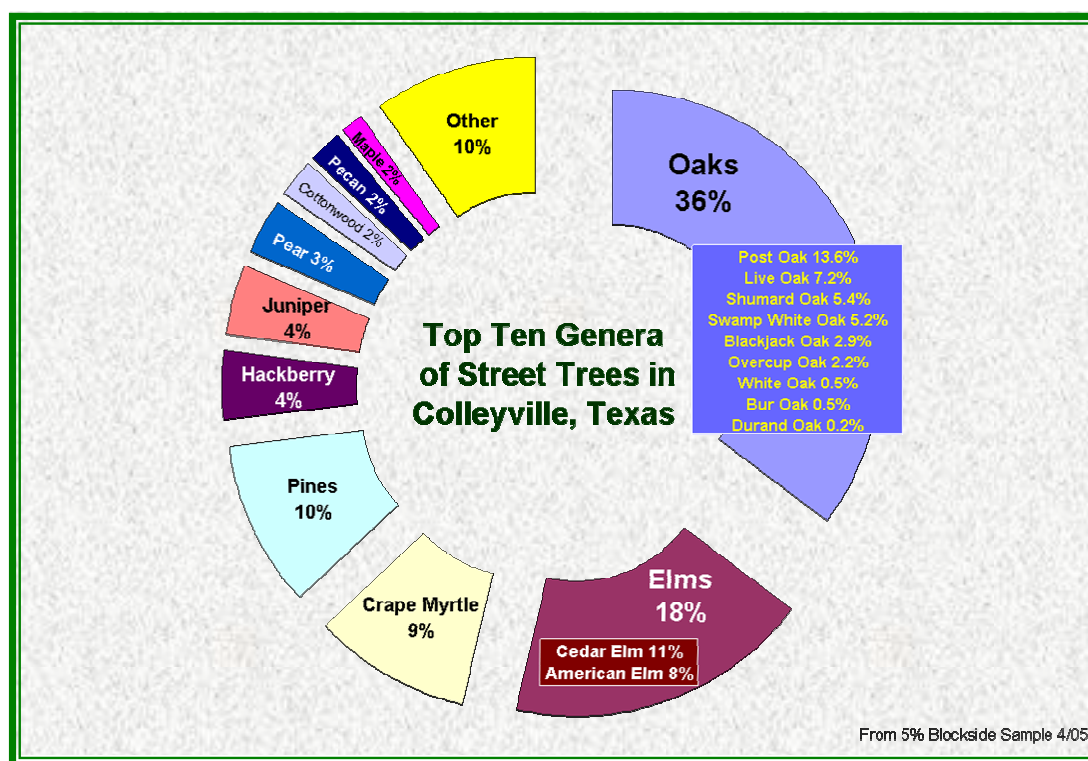 Top Ten Genera
of Street Trees in
Colleyville, Texas
Oaks
36%
Post Oak 13.6%
Live Oak 7.2%
Shumard Oak 5.4%
Swamp White Oak 5.2%
Blackjack Oak 2.9%
Overcup Oak 2.2%
White Oak 0.5%
Bur Oak 0.5%
Durand Oak 0.2%
Elms
18%
Cedar Elm 11%
American Elm 8%
Crape Myrtle
9%
Pines
10%
Hackberry
4%
Juniper
4%
Pear 3%
Cottonwood 2%
Pecan 2%
Maple 2%
Other
10%
From 5% Blockside Sample 4/05